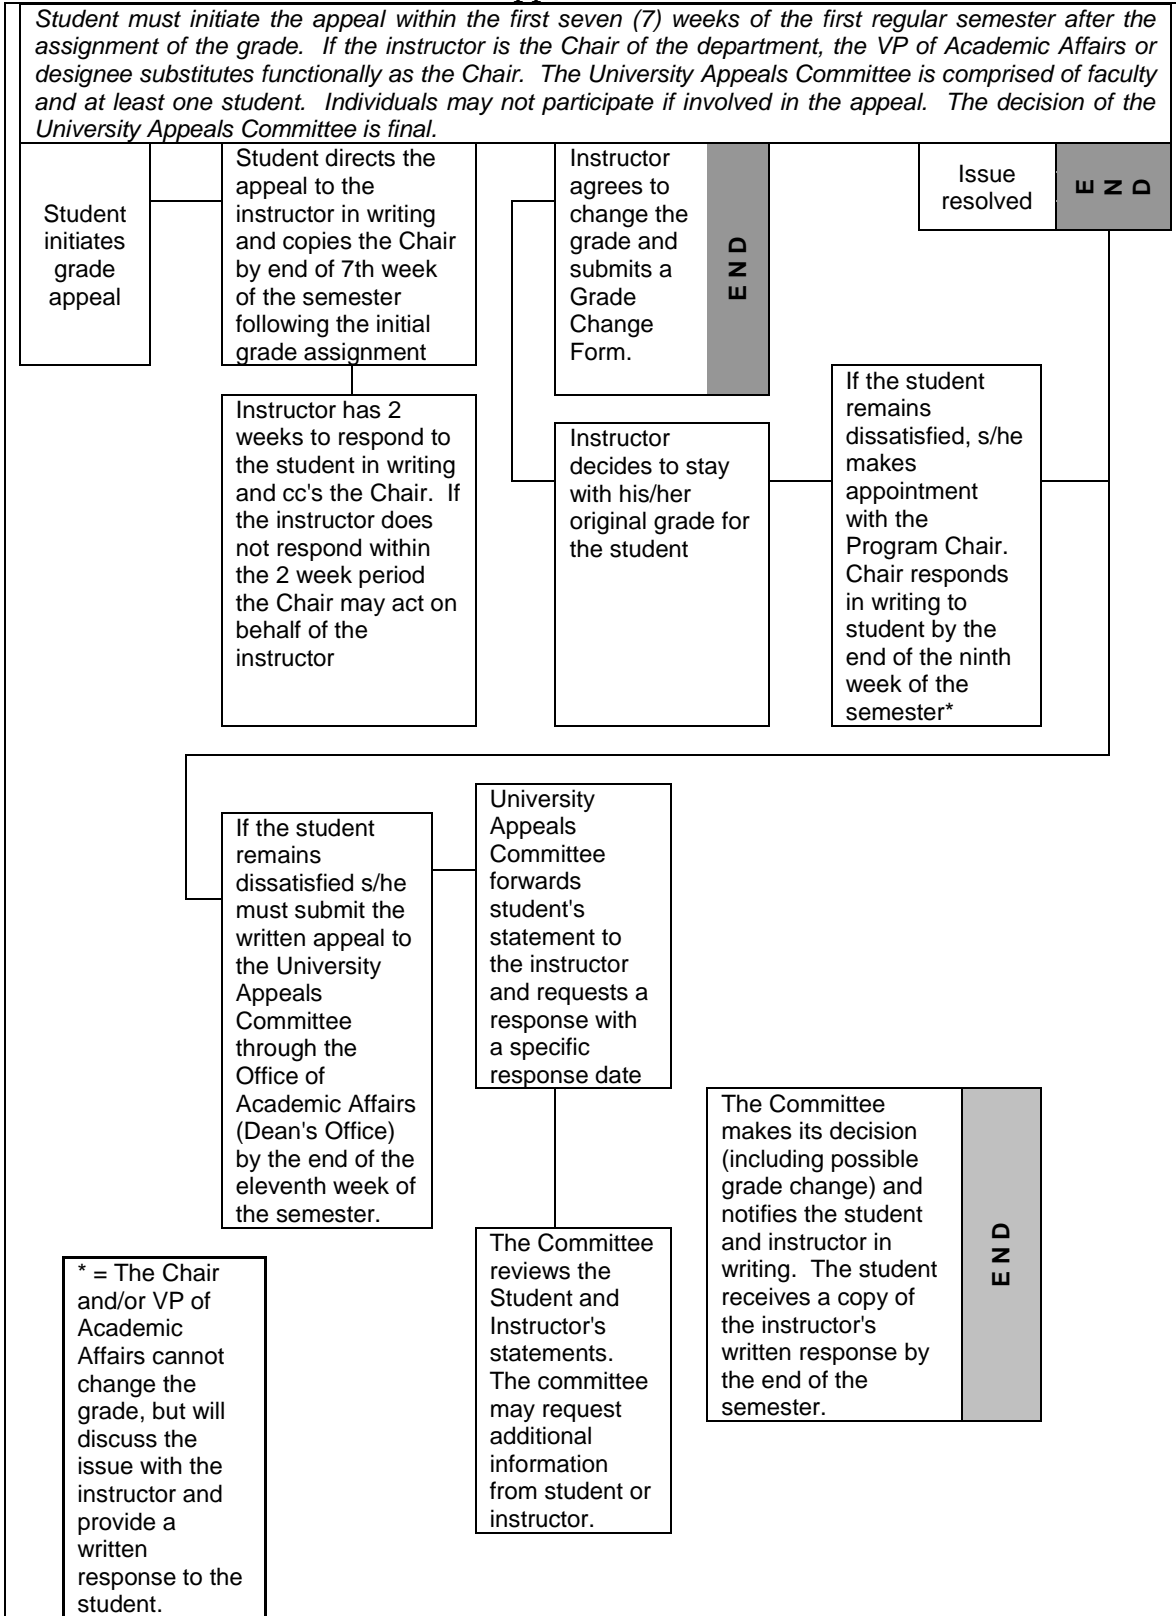 Student must initiate the appeal within the first seven (7) weeks of the first regular semester after the
assignment of the grade.  If the instructor is the Chair of the department, the VP of Academic Affairs or
designee substitutes functionally as the Chair.  The University Appeals Committee is comprised of faculty
and at least one student.  Individuals may not participate if involved in the appeal.  The decision of the
University Appeals Committee is final.
Student
initiates
grade
appeal
Student directs the
appeal to the
instructor in writing
and copies the Chair
by end of 7th week
of the semester
following the initial
grade assignment
Instructor has 2
weeks to respond to
the student in writing
and cc's the Chair.  If
the instructor does
not respond within
the 2 week period
the Chair may act on
behalf of the
instructor
Instructor
agrees to
change the
grade and
submits a
Grade
Change
Form.
END
Instructor
decides to stay
with his/her
original grade for
the student
If the student
remains
dissatisfied, s/he
makes
appointment
with the
Program Chair.
Chair responds
in writing to
student by the
end of the ninth
week of the
semester*
Issue
resolved
END
If the student
remains
dissatisfied s/he
must submit the
written appeal to
the University
Appeals
Committee
through the
Office of
Academic Affairs
(Dean's Office)
by the end of the
eleventh week of
the semester.
University
Appeals
Committee
forwards
student's
statement to
the instructor
and requests a
response with
a specific
response date
The Committee
reviews the
Student and
Instructor's
statements.
The committee
may request
additional
information
from student or
instructor.
The Committee
makes its decision
(including possible
grade change) and
notifies the student
and instructor in
writing.  The student
receives a copy of
the instructor's
written response by
the end of the
semester.
END
* = The Chair
and/or VP of
Academic
Affairs cannot
change the
grade, but will
discuss the
issue with the
instructor and
provide a
written
response to the
student.